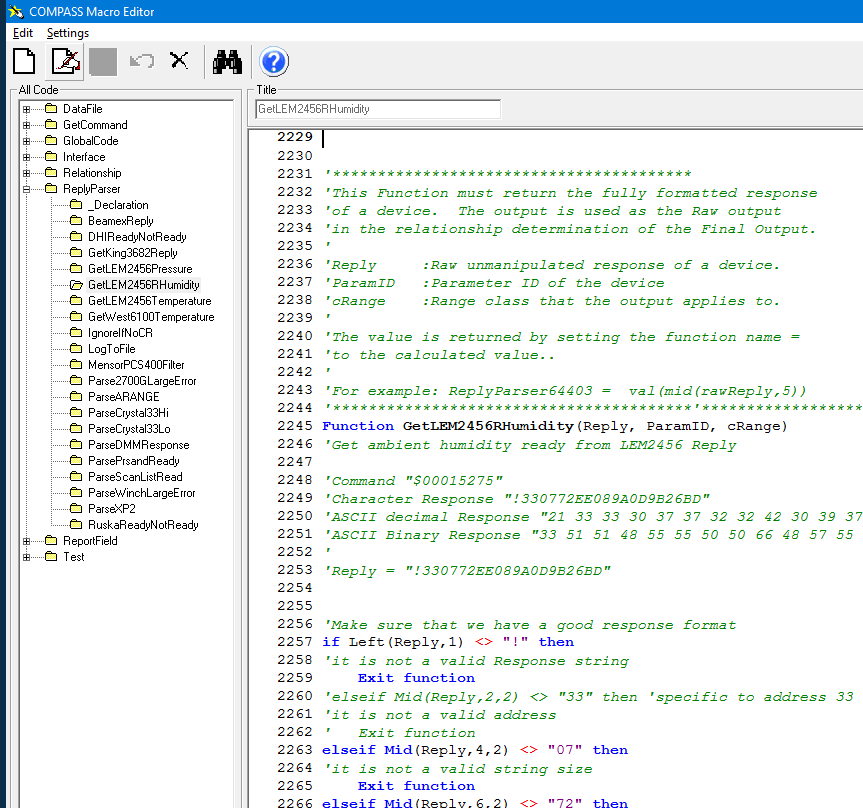 COMPASS Macro Editor
Edit Settings
All Code
DataFile
GetCommand
GlobalCode
Interface
Relationship
ReplyParser
_Declaration
BeamexReply
DHIReadyNotReady
GetKing3682Reply
GetLEM2456Pressure
GetLEM2456RHumidity
GetLEM2456Temperature
GetWest6100Temperature
IgnoreIfNoCR
LogToFile
MensorPCS400Filter
Parse2700GLargeError
ParseARANGE
ParseCrystal33Hi
ParseCrystal33Lo
ParseDMMResponse
ParsePrsandReady
ParseScanListRead
ParseWinchLargeError
ParseXP2
RuskaReadyNotReady
ReportField
Test
Title
GetLEM2456RHumidity
2229
2230
2231 '****************************************
2232 'This Function must return the fully formatted response
2233 'of a device.  The output is used as the Raw output
2234 'in the relationship determination of the Final Output.
2235 '
2236 'Reply     :Raw unmanipulated response of a device.
2237 'ParamID   :Parameter ID of the device
2238 'cRange    :Range class that the output applies to.
2239 '
2240 'The value is returned by setting the function name =
2241 'to the calculated value..
2242 '
2243 'For example: ReplyParser64403 =  val(mid(rawReply,5))
2244 '****************************************'******************
2245 Function GetLEM2456RHumidity(Reply, ParamID, cRange)
2246 'Get ambient humidity ready from LEM2456 Reply
2247
2248 'Command "$00015275"
2249 'Character Response "!330772EE089A0D9B26BD"
2250 'ASCII decimal Response "21 33 33 30 37 37 32 32 42 30 39 37
2251 'ASCII Binary Response "33 51 51 48 55 55 50 50 66 48 57 55
2252 '
2253 'Reply = "!330772EE089A0D9B26BD"
2254
2255
2256 'Make sure that we have a good response format
2257 if Left(Reply,1) <> "!" then
2258 'it is not a valid Response string
2259     Exit function
2260 'elseif Mid(Reply,2,2) <> "33" then 'specific to address 33
2261 'it is not a valid address
2262 '   Exit function
2263 elseif Mid(Reply,4,2) <> "07" then
2264 'it is not a valid string size
2265     Exit function
2266 elseif Mid(Reply,6,2) <> "72" then